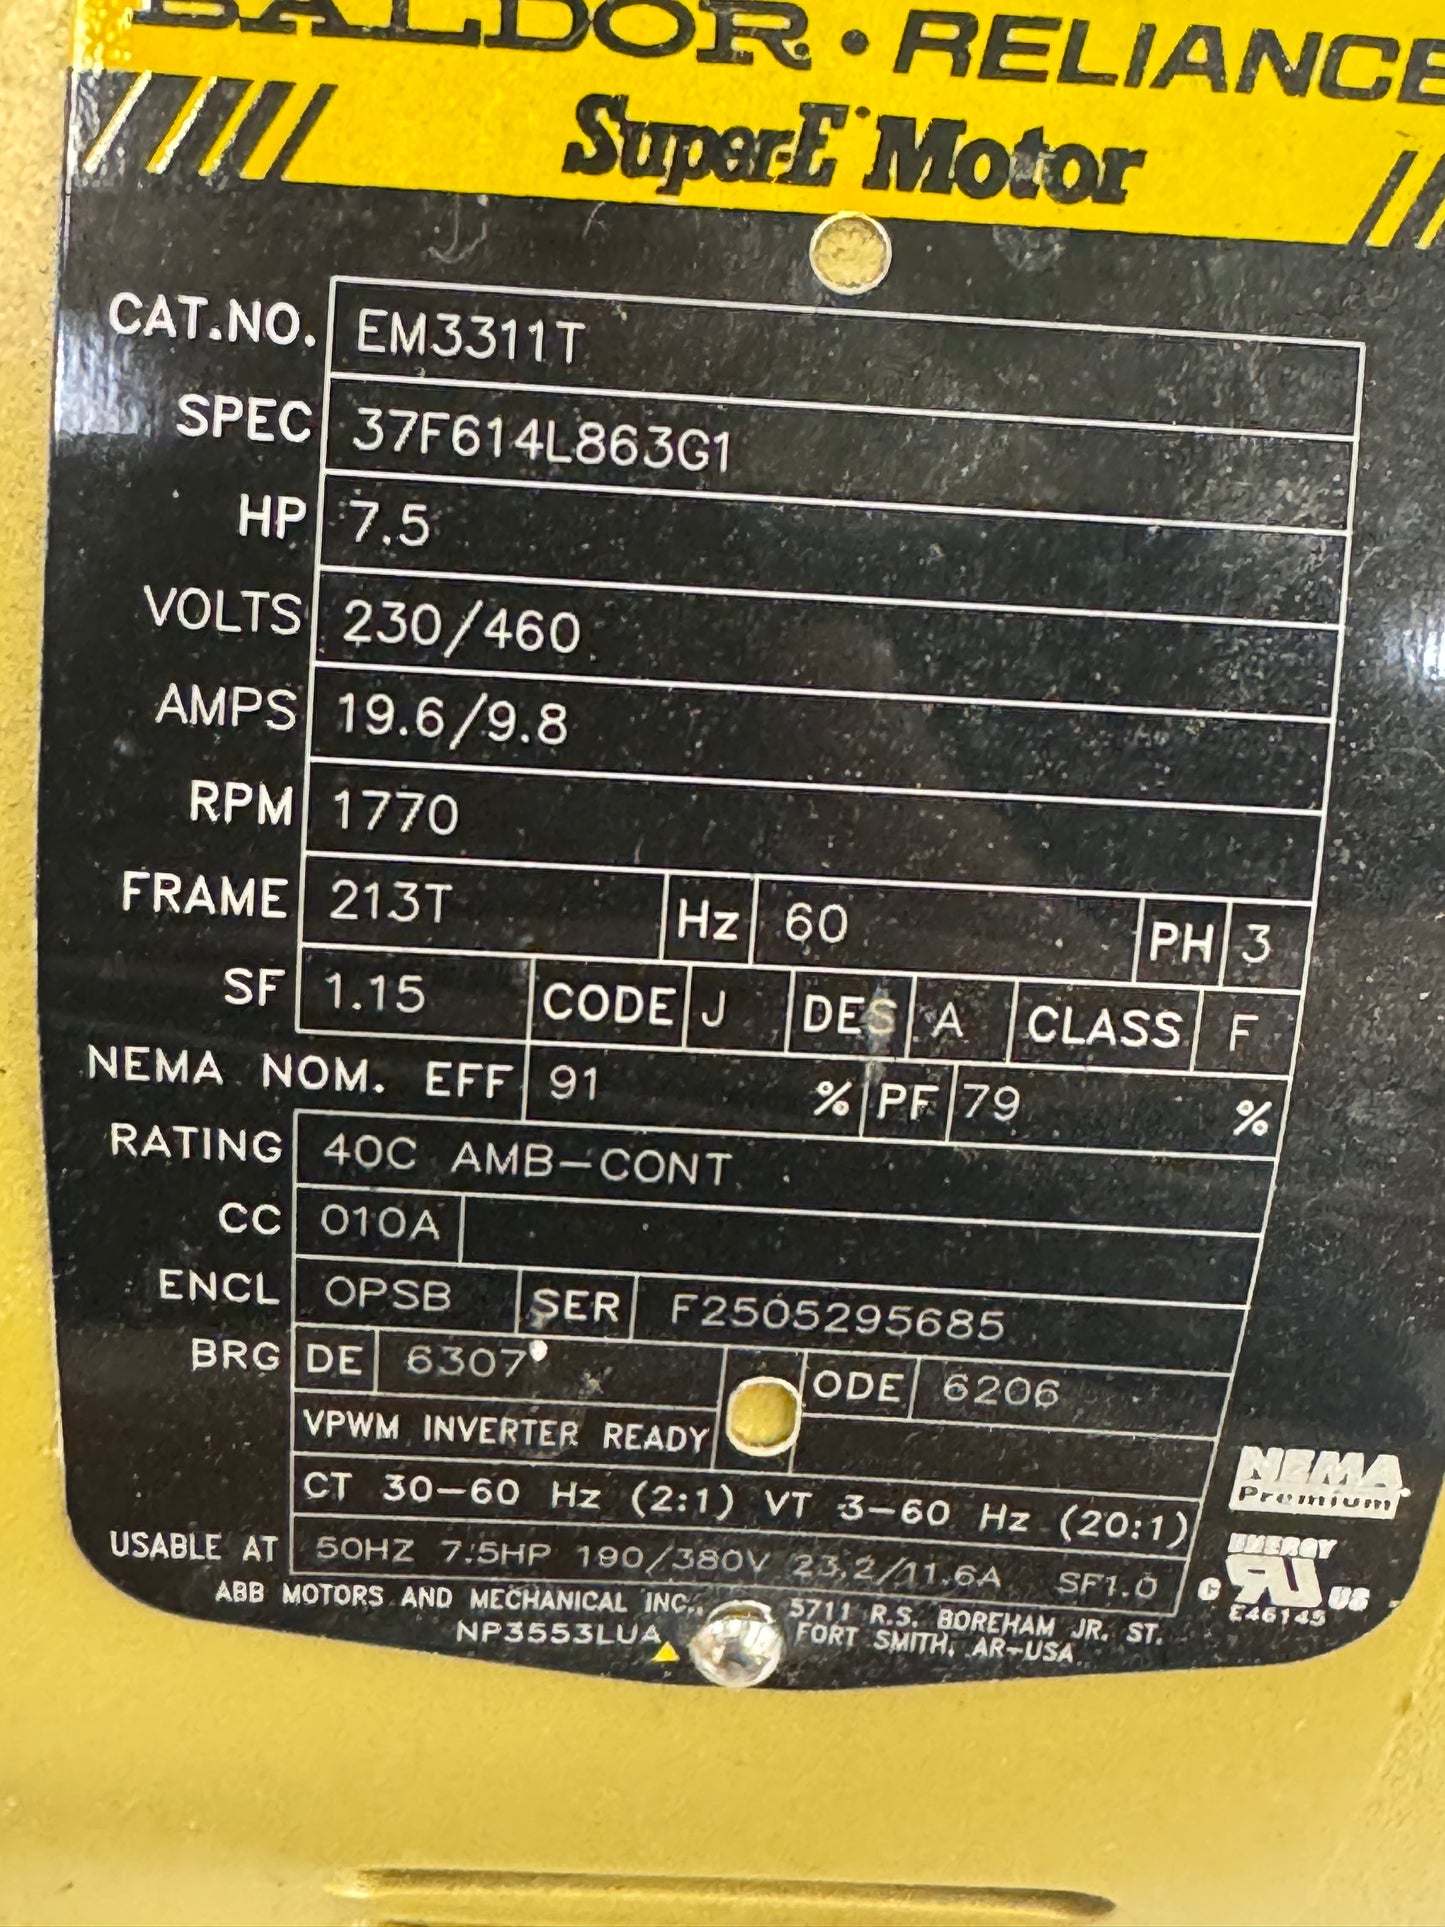 BALDOR • RELIANCE
Super-E Motor
CAT.NO. EM3311T
SPEC 37F614L863G1
HP 7.5
VOLTS 230/460
AMPS 19.6/9.8
RPM 1770
FRAME 213T Hz 60 PH 3
SF 1.15 CODE J DES A CLASS F
NEMA NOM. EFF 91 % PF 79 %
RATING 40C AMB-CONT
CC 010A
ENCL OPSB SER F2505295685
BRG DE 6307 ODE 6206
VPWM INVERTER READY
CT 30-60 Hz (2:1) VT 3-60 Hz (20:1)
USABLE AT 50HZ 7.5HP 190/380V 23.2/11.6A SF1.0
NEMA
Premium
ENERGY
C UR US
E46145
ABB MOTORS AND MECHANICAL INC. 5711 R.S. BOREHAM JR. ST.
NP3553LUA FORT SMITH, AR-USA